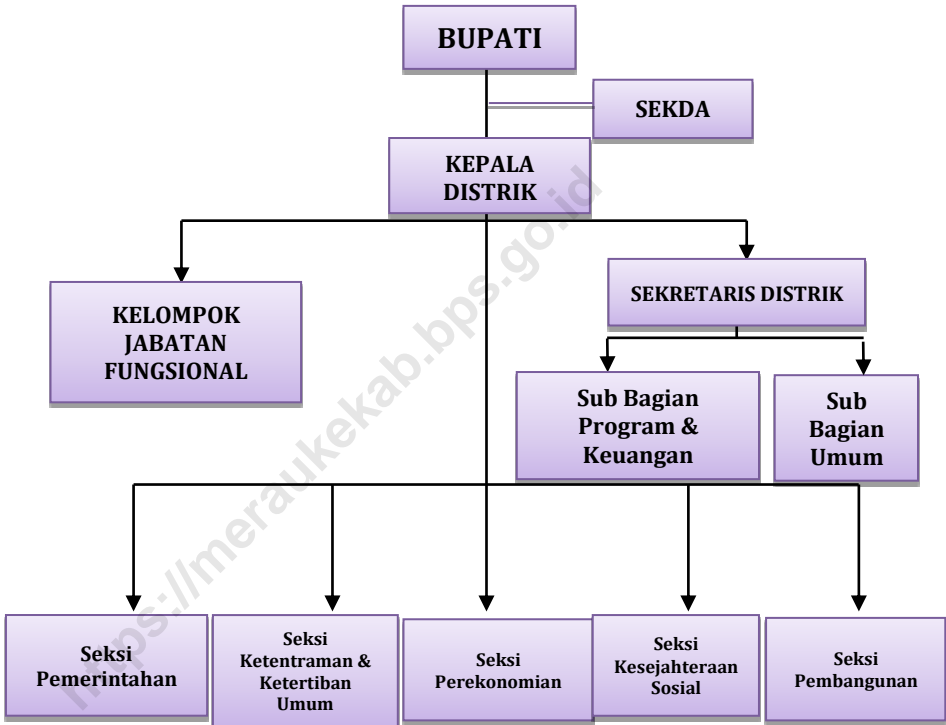 BUPATI
SEKDA
KEPALA
DISTRIK
KELOMPOK
JABATAN
FUNGSIONAL
SEKRETARIS DISTRIK
Sub Bagian
Program &
Keuangan
Sub
Bagian
Umum
Seksi
Pemerintahan
Seksi
Ketentraman &
Ketertiban
Umum
Seksi
Perekonomian
Seksi
Kesejahteraan
Sosial
Seksi
Pembangunan
https://meraukekab.bps.go.id